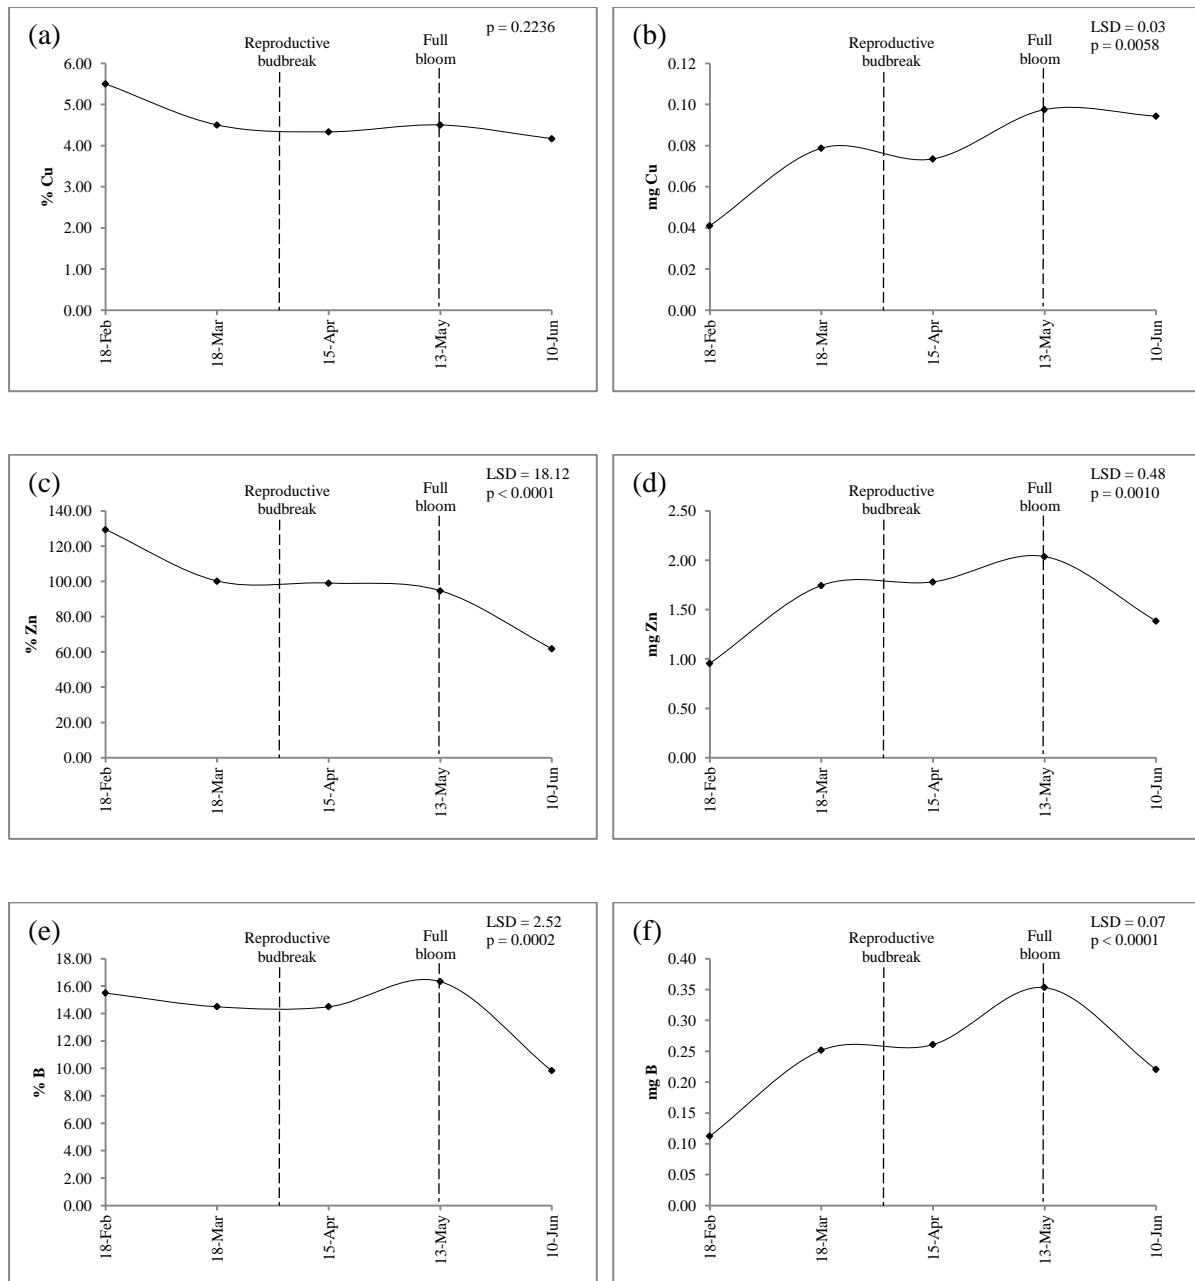 (a)
p = 0.2236
Reproductive
budbreak
Full
bloom
6.00
5.00
4.00
3.00
2.00
1.00
0.00
% Cu
18-Feb
18-Mar
15-Apr
13-May
10-Jun
(b)
LSD = 0.03
p = 0.0058
Reproductive
budbreak
Full
bloom
0.12
0.10
0.08
0.06
0.04
0.02
0.00
mg Cu
18-Feb
18-Mar
15-Apr
13-May
10-Jun
(c)
LSD = 18.12
p < 0.0001
Reproductive
budbreak
Full
bloom
140.00
120.00
100.00
80.00
60.00
40.00
20.00
0.00
% Zn
18-Feb
18-Mar
15-Apr
13-May
10-Jun
(d)
LSD = 0.48
p = 0.0010
Reproductive
budbreak
Full
bloom
2.50
2.00
1.50
1.00
0.50
0.00
mg Zn
18-Feb
18-Mar
15-Apr
13-May
10-Jun
(e)
LSD = 2.52
p = 0.0002
Reproductive
budbreak
Full
bloom
18.00
16.00
14.00
12.00
10.00
8.00
6.00
4.00
2.00
0.00
% B
18-Feb
18-Mar
15-Apr
13-May
10-Jun
(f)
LSD = 0.07
p < 0.0001
Reproductive
budbreak
Full
bloom
0.40
0.35
0.30
0.25
0.20
0.15
0.10
0.05
0.00
mg B
18-Feb
18-Mar
15-Apr
13-May
10-Jun